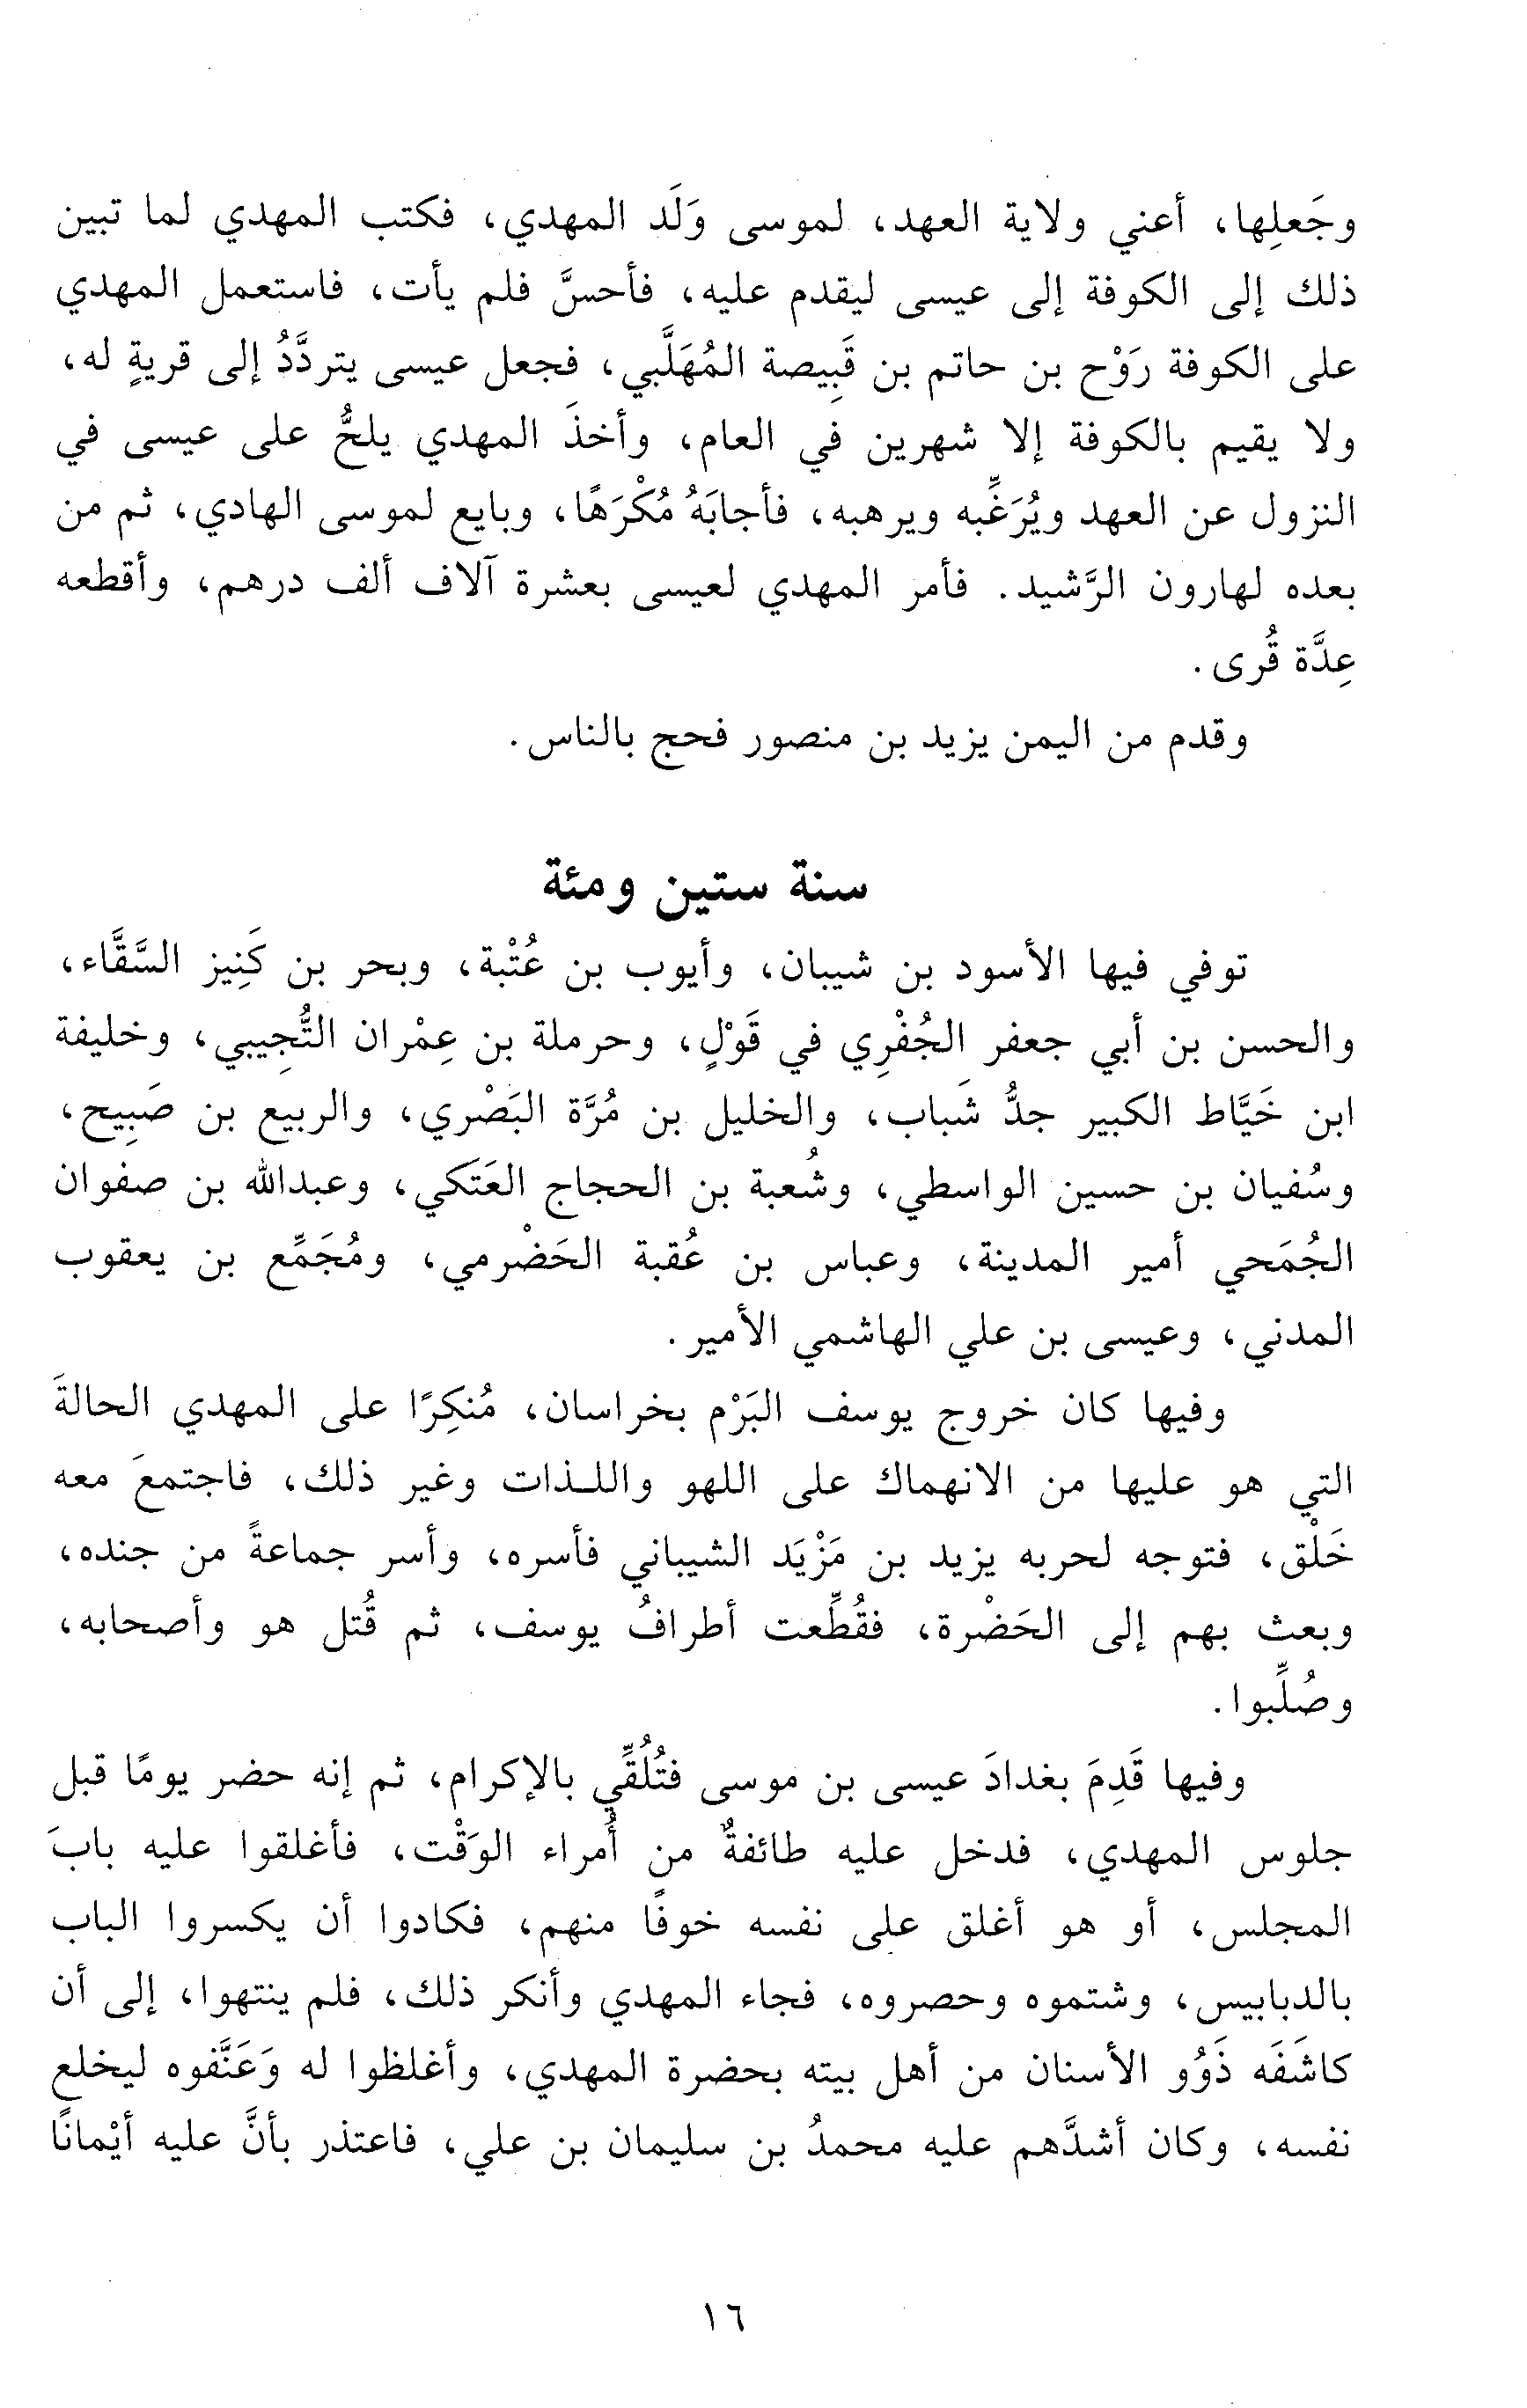 وجَعلِها، أعني ولاية العهد، لموسى وَلَد المهدي، فكتب المهدي لما تبين
ذلك إلى الكوفة إلى عيسى ليقدم عليه، فأحسَّ فلم يأت، فاستعمل المهدي
على الكوفة رَوْح بن حاتم بن قَبِيصة المُهَلَّبي، فجعل عيسى يتردَّدُ إلى قريةٍ له،
ولا يقيم بالكوفة إلا شهرين في العام، وأخذَ المهدي يلحُّ على عيسى في
النزول عن العهد ويُرَغِّبه ويرهبه، فأجابَهُ مُكْرَهًا، وبايع لموسى الهادي، ثم من
بعده لهارون الرَّشيد. فأمر المهدي لعيسى بعشرة آلاف ألف درهم، وأقطعه
عِدَّة قُرى.
وقدم من اليمن يزيد بن منصور فحج بالناس.
سنة ستين ومئة
توفي فيها الأسود بن شيبان، وأيوب بن عُتْبة، وبحر بن كَنِيز السَّقَّاء،
والحسن بن أبي جعفر الجُفْرِي في قَوْلٍ، وحرملة بن عِمْران التُّجِيبي، وخليفة
ابن خَيَّاط الكبير جدُّ شَباب، والخليل بن مُرَّة البَصْري، والربيع بن صَبِيح،
وسُفيان بن حسين الواسطي، وشُعبة بن الحجاج العَتَكي، وعبدالله بن صفوان
الجُمَحي أمير المدينة، وعباس بن عُقبة الحَضْرمي، ومُجَمِّع بن يعقوب
المدني، وعيسى بن علي الهاشمي الأمير.
وفيها كان خروج يوسف البَرْم بخراسان، مُنكِرًا على المهدي الحالةَ
التي هو عليها من الانهماك على اللهو واللـذات وغير ذلك، فاجتمعَ معه
خَلْق، فتوجه لحربه يزيد بن مَزْيَد الشيباني فأسره، وأسر جماعةً من جنده،
وبعث بهم إلى الحَضْرة، فقُطِّعت أطرافُ يوسف، ثم قُتل هو وأصحابه،
وصُلِّبوا.
وفيها قَدِمَ بغدادَ عيسى بن موسى فتُلُقِّي بالإكرام، ثم إنه حضر يومًا قبل
جلوس المهدي، فدخل عليه طائفةٌ من أُمراء الوَقْت، فأغلقوا عليه بابَ
المجلس، أو هو أغلق على نفسه خوفًا منهم، فكادوا أن يكسروا الباب
بالدبابيس، وشتموه وحصروه، فجاء المهدي وأنكر ذلك، فلم ينتهوا، إلى أن
كاشَفَه ذَوُو الأسنان من أهل بيته بحضرة المهدي، وأغلظوا له وَعَنَّفوه ليخلع
نفسه، وكان أشدَّهم عليه محمدُ بن سليمان بن علي، فاعتذر بأنَّ عليه أيْمانًا
١٦